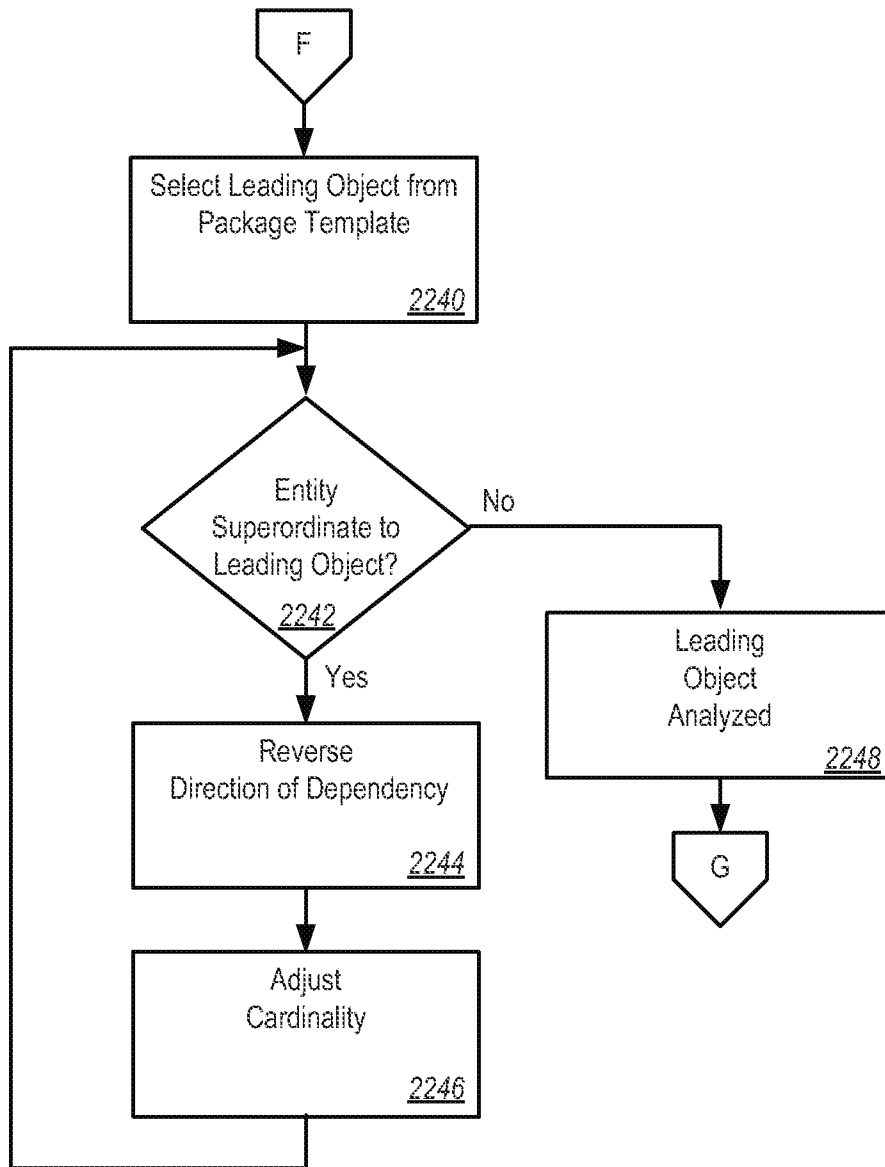 F
Select Leading Object from
Package Template
2240
Entity
Superordinate to
Leading Object?
2242
No
Yes
Leading
Object
Analyzed
2248
Reverse
Direction of Dependency
2244
G
Adjust
Cardinality
2246